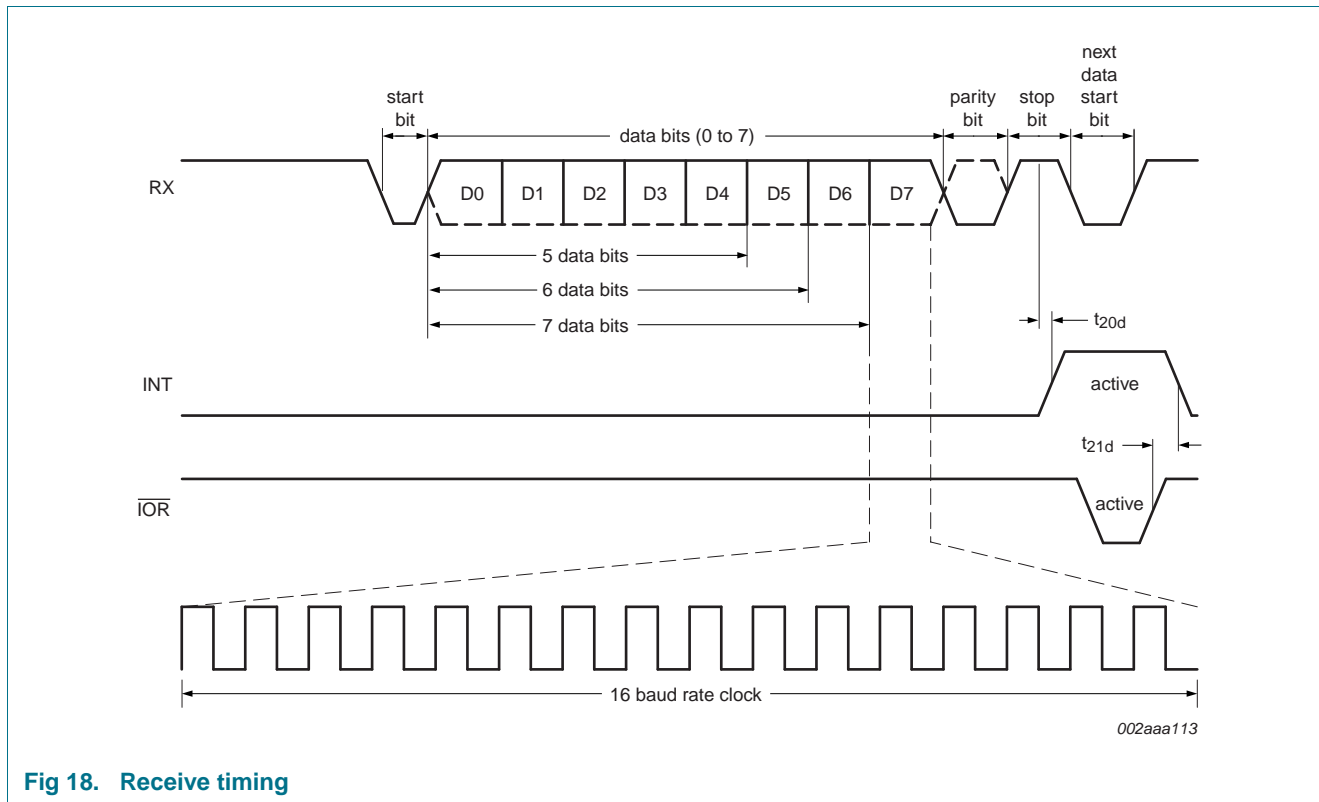 next
data
start
bit
start
bit
parity
bit
stop
bit
data bits (0 to 7)
RX
D0 D1 D2 D3 D4 D5 D6 D7
5 data bits
6 data bits
7 data bits
t20d
INT
active
t21d
IOR
active
16 baud rate clock
002aaa113
Fig 18. Receive timing